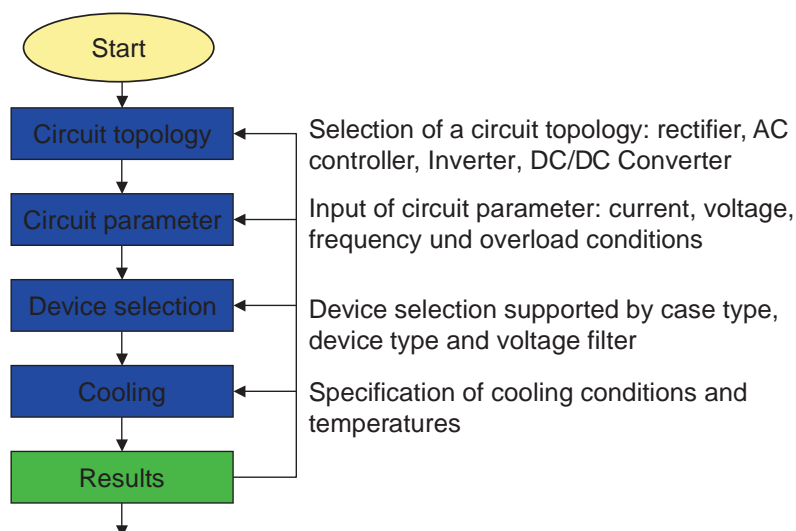 Start
Circuit topology
Selection of a circuit topology: rectifier, AC
controller, Inverter, DC/DC Converter
Circuit parameter
Input of circuit parameter: current, voltage,
frequency und overload conditions
Device selection
Device selection supported by case type,
device type and voltage filter
Cooling
Specification of cooling conditions and
temperatures
Results